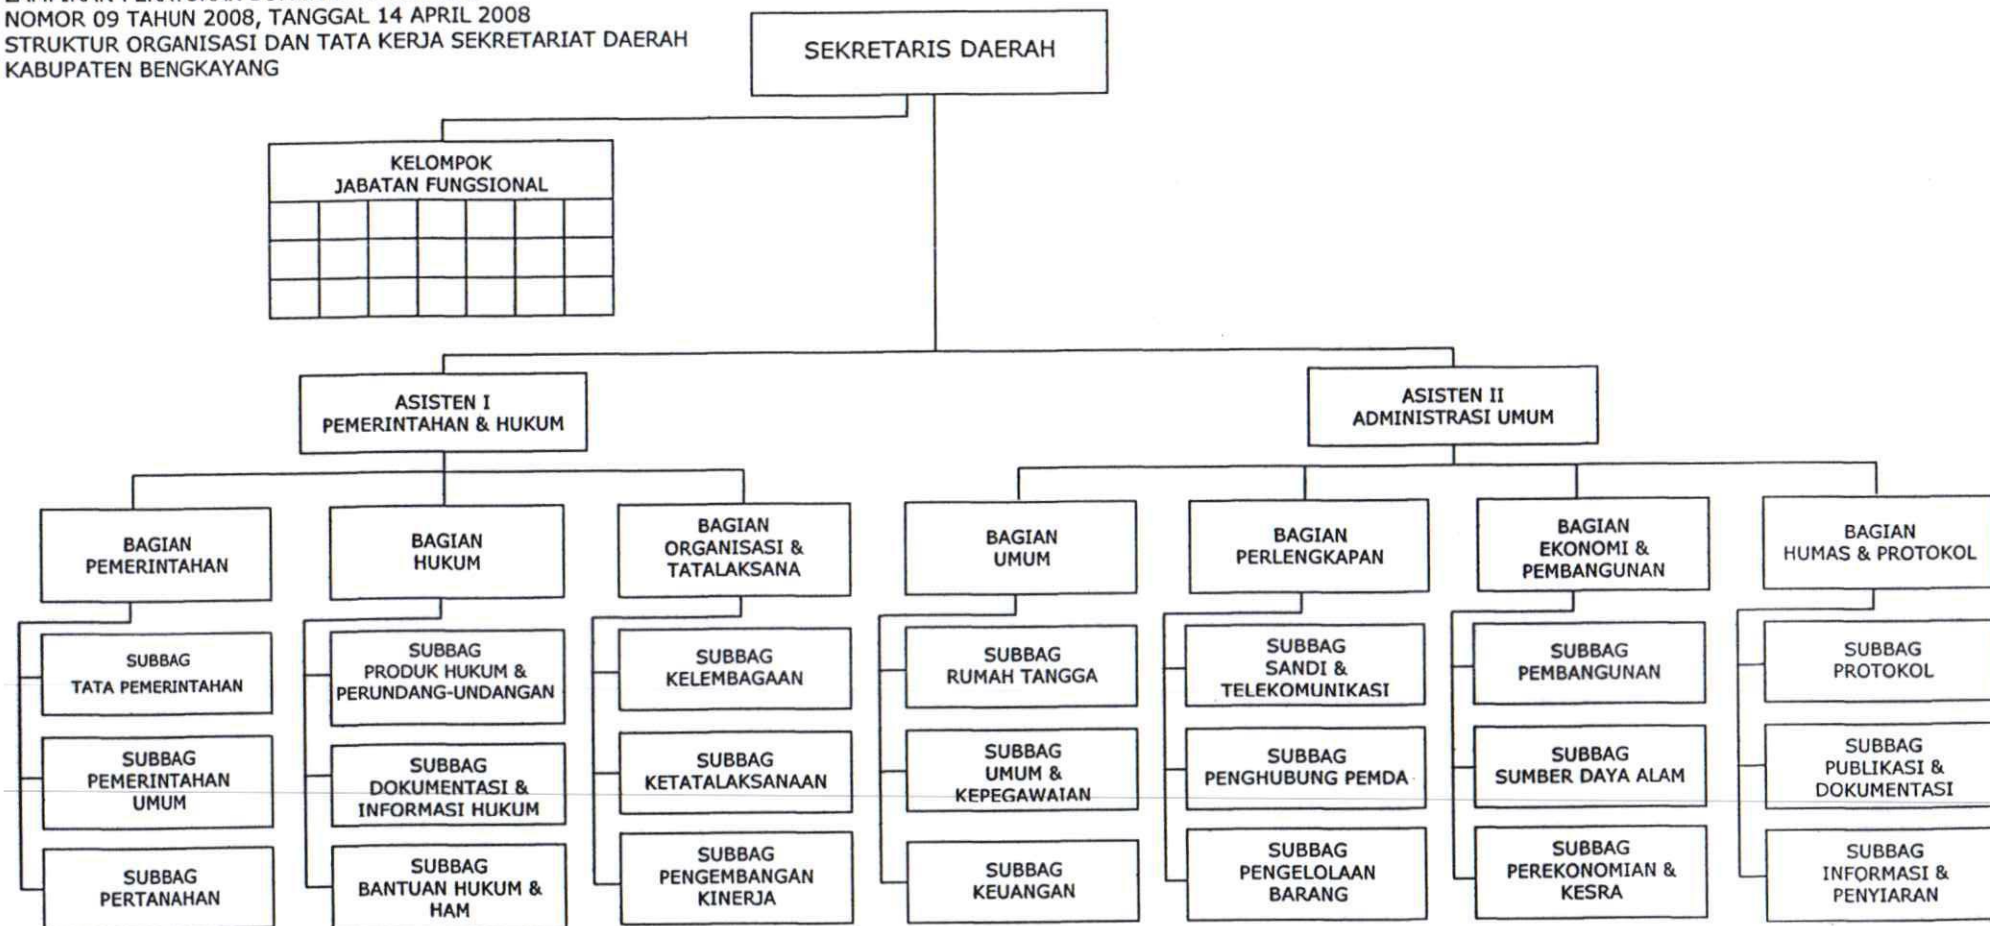 NOMOR 09 TAHUN 2008, TANGGAL 14 APRIL 2008
STRUKTUR ORGANISASI DAN TATA KERJA SEKRETARIAT DAERAH
KABUPATEN BENGKAYANG
SEKRETARIS DAERAH
KELOMPOK
JABATAN FUNGSIONAL
ASISTEN I
PEMERINTAHAN & HUKUM
ASISTEN II
ADMINISTRASI UMUM
BAGIAN
PEMERINTAHAN
BAGIAN
HUKUM
BAGIAN
ORGANISASI &
TATALAKSANA
BAGIAN
UMUM
BAGIAN
PERLENGKAPAN
BAGIAN
EKONOMI &
PEMBANGUNAN
BAGIAN
HUMAS & PROTOKOL
SUBBAG
TATA PEMERINTAHAN
SUBBAG
PRODUK HUKUM &
PERUNDANG-UNDANGAN
SUBBAG
KELEMBAGAAN
SUBBAG
RUMAH TANGGA
SUBBAG
SANDI &
TELEKOMUNIKASI
SUBBAG
PEMBANGUNAN
SUBBAG
PROTOKOL
SUBBAG
PEMERINTAHAN
UMUM
SUBBAG
DOKUMENTASI &
INFORMASI HUKUM
SUBBAG
KETATALAKSANAAN
SUBBAG
UMUM &
KEPEGAWAIAN
SUBBAG
PENGHUBUNG PEMDA
SUBBAG
SUMBER DAYA ALAM
SUBBAG
PUBLIKASI &
DOKUMENTASI
SUBBAG
PERTANAHAN
SUBBAG
BANTUAN HUKUM &
HAM
SUBBAG
PENGEMBANGAN
KINERJA
SUBBAG
KEUANGAN
SUBBAG
PENGELOLAAN
BARANG
SUBBAG
PEREKONOMIAN &
KESRA
SUBBAG
INFORMASI &
PENYIARAN